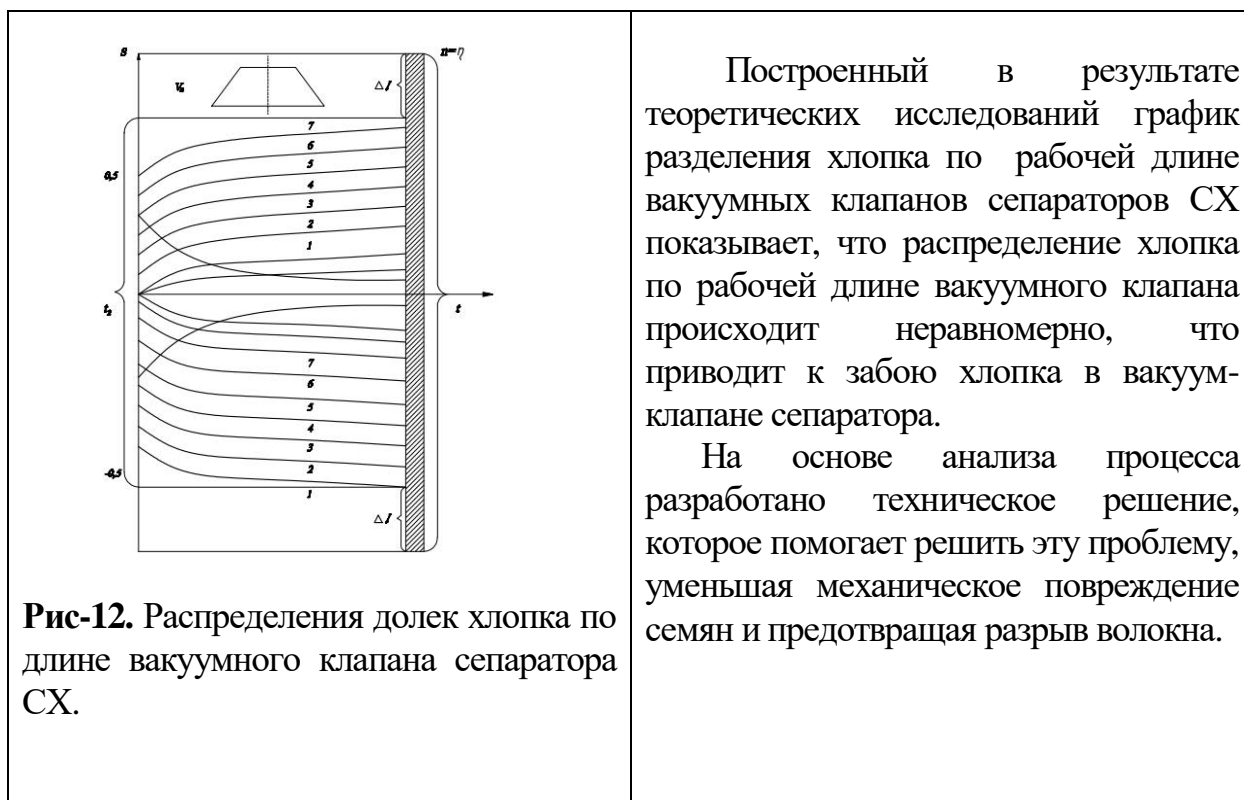 s
n=η
V₀
Δl
7
6
5
4
3
2
1
0,5
t₂
t
7
6
5
4
3
2
1
-0,5
Δl
Рис-12. Распределения долек хлопка по
длине вакуумного клапана сепаратора
СХ.
Построенный в результате
теоретических исследований график
разделения хлопка по рабочей длине
вакуумных клапанов сепараторов СХ
показывает, что распределение хлопка
по рабочей длине вакуумного клапана
происходит неравномерно, что
приводит к забою хлопка в вакуум-
клапане сепаратора.
На основе анализа процесса
разработано техническое решение,
которое помогает решить эту проблему,
уменьшая механическое повреждение
семян и предотвращая разрыв волокна.